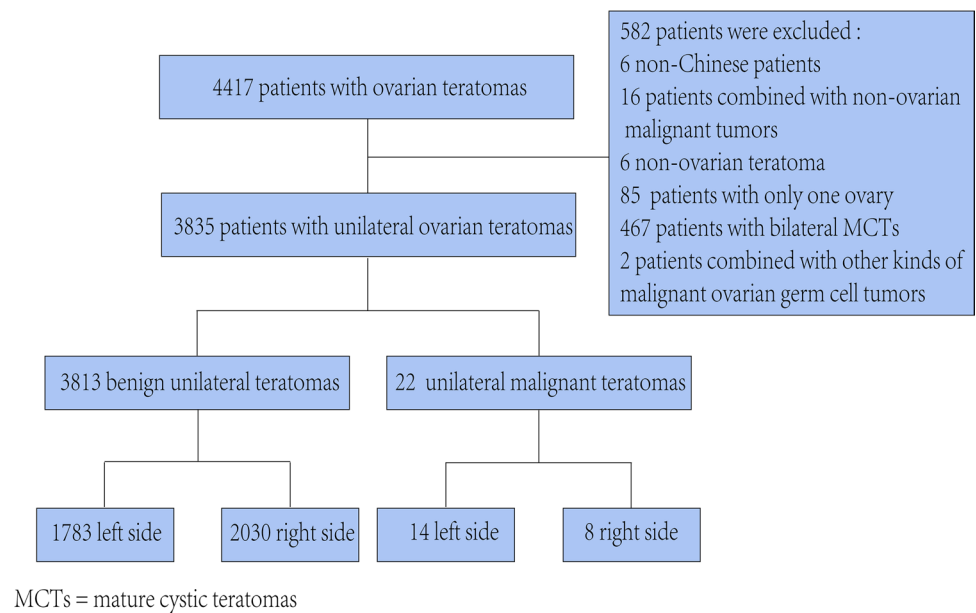 4417 patients with ovarian teratomas
582 patients were excluded :
6 non-Chinese patients
16 patients combined with non-ovarian
malignant tumors
6 non-ovarian teratoma
85 patients with only one ovary
467 patients with bilateral MCTs
2 patients combined with other kinds of
malignant ovarian germ cell tumors
3835 patients with unilateral ovarian teratomas
3813 benign unilateral teratomas
22 unilateral malignant teratomas
1783 left side
2030 right side
14 left side
8 right side
MCTs = mature cystic teratomas